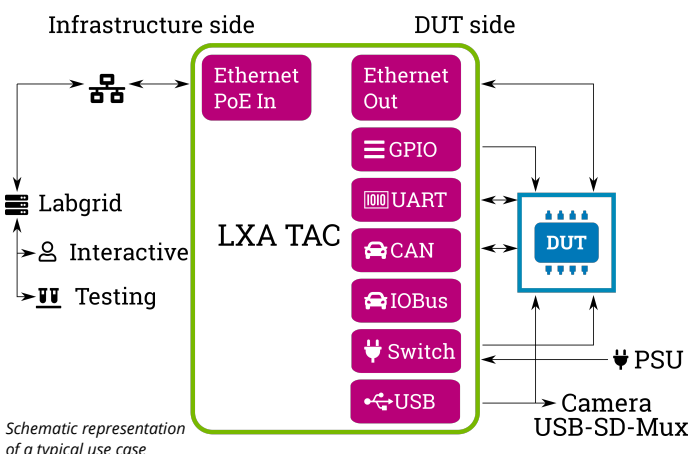 Infrastructure side
DUT side
Ethernet
PoE In
Ethernet
Out
GPIO
1010 UART
Labgrid
LXA TAC
CAN
DUT
Interactive
Testing
IOBus
Switch
PSU
USB
Camera
USB-SD-Mux
Schematic representation
of a typical use case